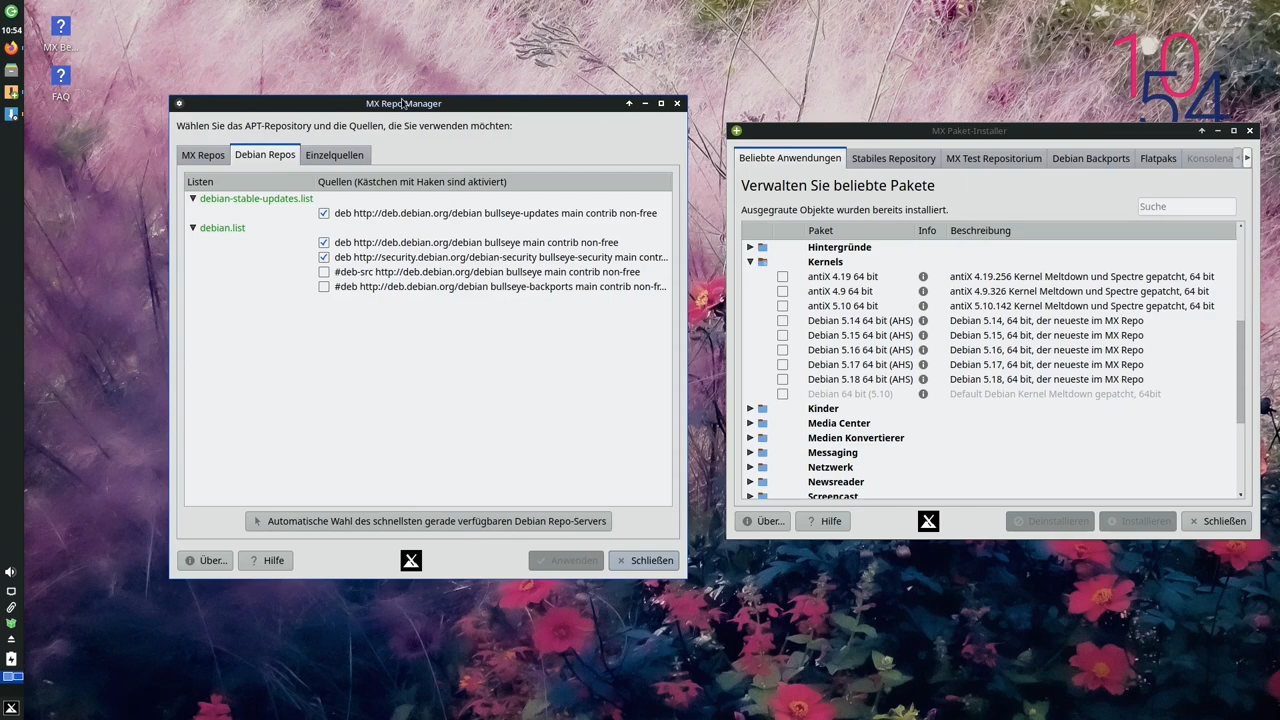 10:54
MX Be...
FAQ
10
54
MX Repo Manager
Wählen Sie das APT-Repository und die Quellen, die Sie verwenden möchten:
MX Repos
Debian Repos
Einzelquellen
Listen
Quellen (Kästchen mit Haken sind aktiviert)
debian-stable-updates.list
deb http://deb.debian.org/debian bullseye-updates main contrib non-free
debian.list
deb http://deb.debian.org/debian bullseye main contrib non-free
deb http://security.debian.org/debian-security bullseye-security main contr...
#deb-src http://deb.debian.org/debian bullseye main contrib non-free
#deb http://deb.debian.org/debian bullseye-backports main contrib non-fr...
Automatische Wahl des schnellsten gerade verfügbaren Debian Repo-Servers
Über...
? Hilfe
Anwenden
Schließen
MX Paket-Installer
Beliebte Anwendungen
Stabiles Repository
MX Test Repositorium
Debian Backports
Flatpaks
Konsolena
Verwalten Sie beliebte Pakete
Ausgegraute Objekte wurden bereits installiert.
Suche
Paket
Info
Beschreibung
Hintergründe
Kernels
antiX 4.19 64 bit
antiX 4.19.256 Kernel Meltdown und Spectre gepatcht, 64 bit
antiX 4.9 64 bit
antiX 4.9.326 Kernel Meltdown und Spectre gepatcht, 64 bit
antiX 5.10 64 bit
antiX 5.10.142 Kernel Meltdown und Spectre gepatcht, 64 bit
Debian 5.14 64 bit (AHS)
Debian 5.14, 64 bit, der neueste im MX Repo
Debian 5.15 64 bit (AHS)
Debian 5.15, 64 bit, der neueste im MX Repo
Debian 5.16 64 bit (AHS)
Debian 5.16, 64 bit, der neueste im MX Repo
Debian 5.17 64 bit (AHS)
Debian 5.17, 64 bit, der neueste im MX Repo
Debian 5.18 64 bit (AHS)
Debian 5.18, 64 bit, der neueste im MX Repo
Debian 64 bit (5.10)
Default Debian Kernel Meltdown gepatcht, 64bit
Kinder
Media Center
Medien Konvertierer
Messaging
Netzwerk
Newsreader
Screencast
Über...
? Hilfe
Deinstallieren
Installieren
Schließen